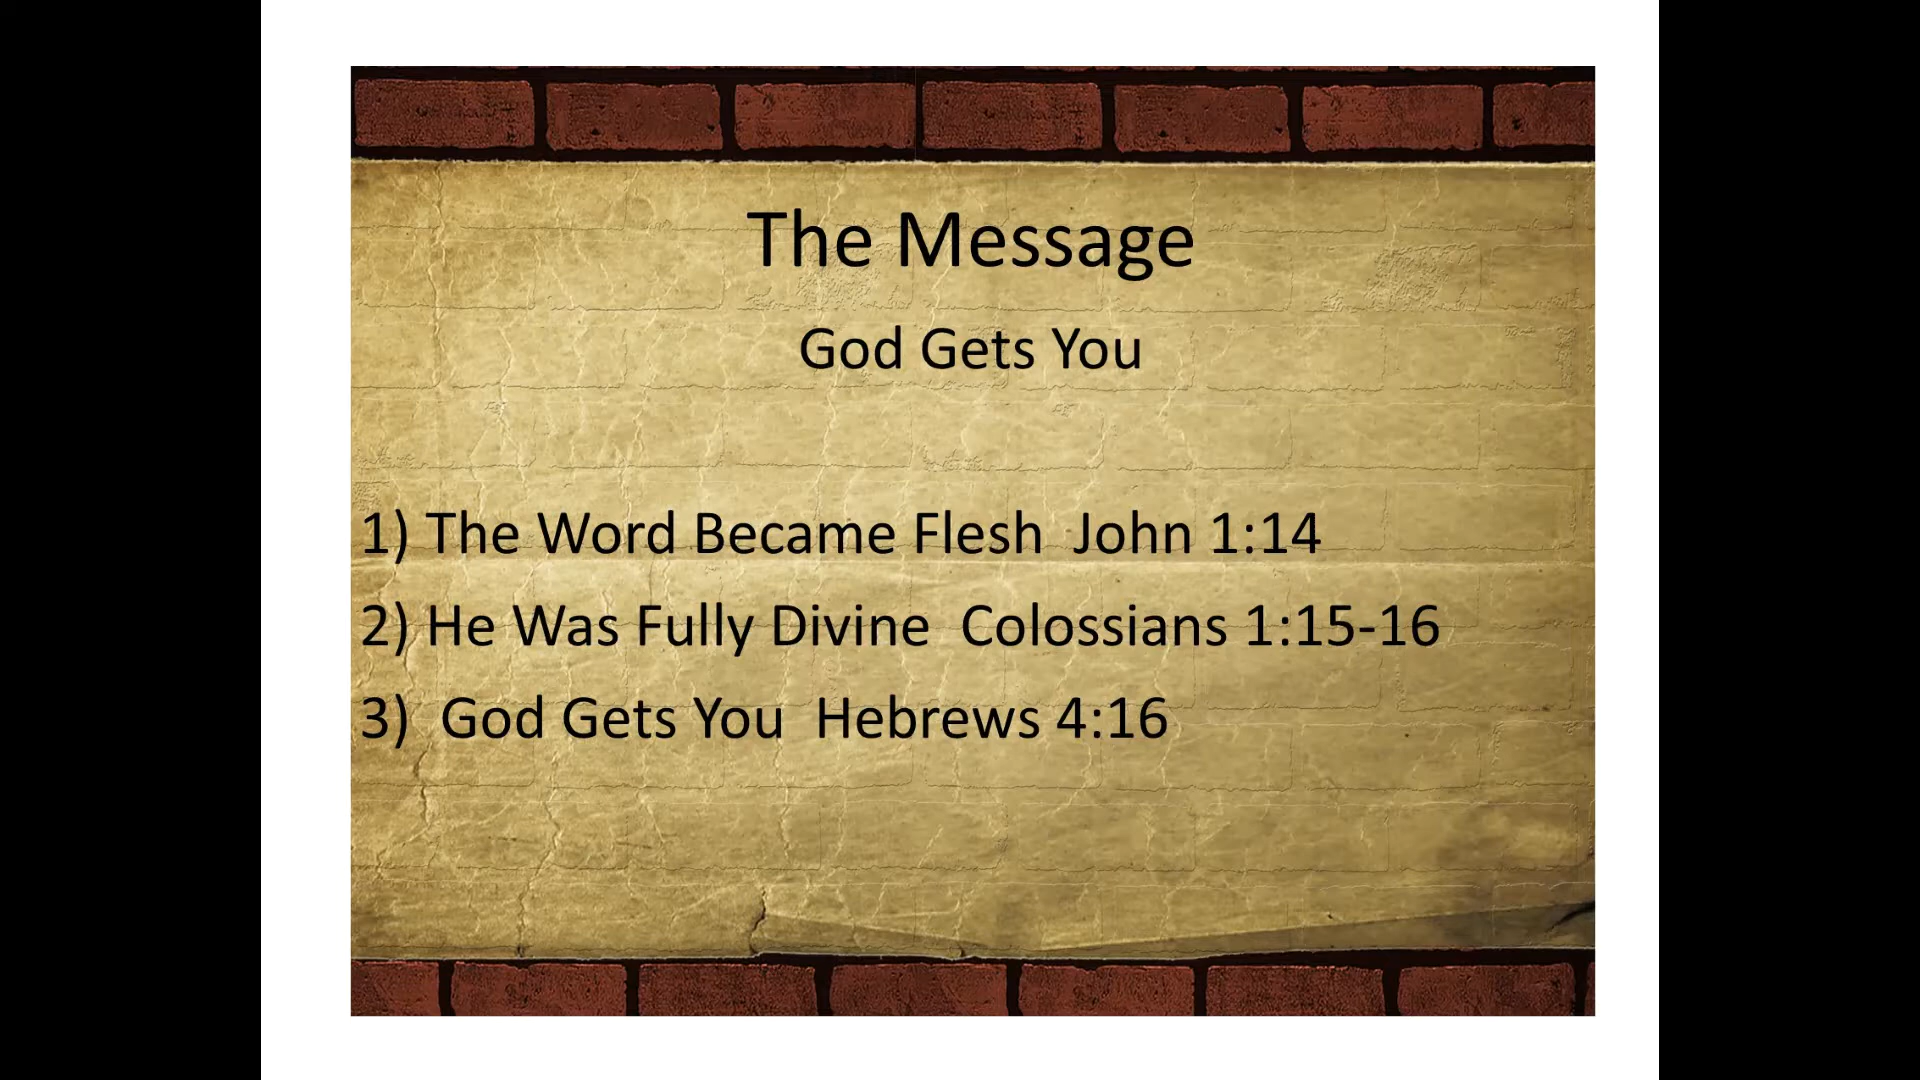 The Message
God Gets You
1) The Word Became Flesh  John 1:14
2) He Was Fully Divine  Colossians 1:15-16
3)  God Gets You  Hebrews 4:16